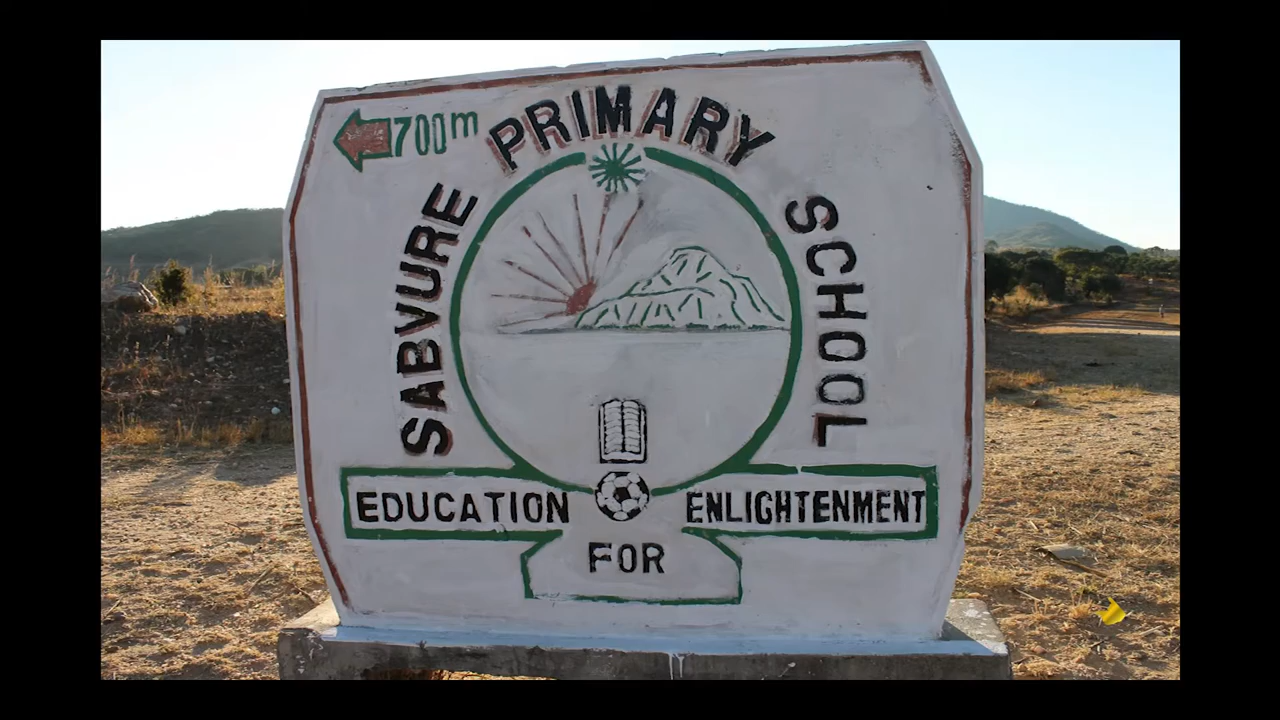 700m
SABVURE PRIMARY SCHOOL
EDUCATION
FOR
ENLIGHTENMENT